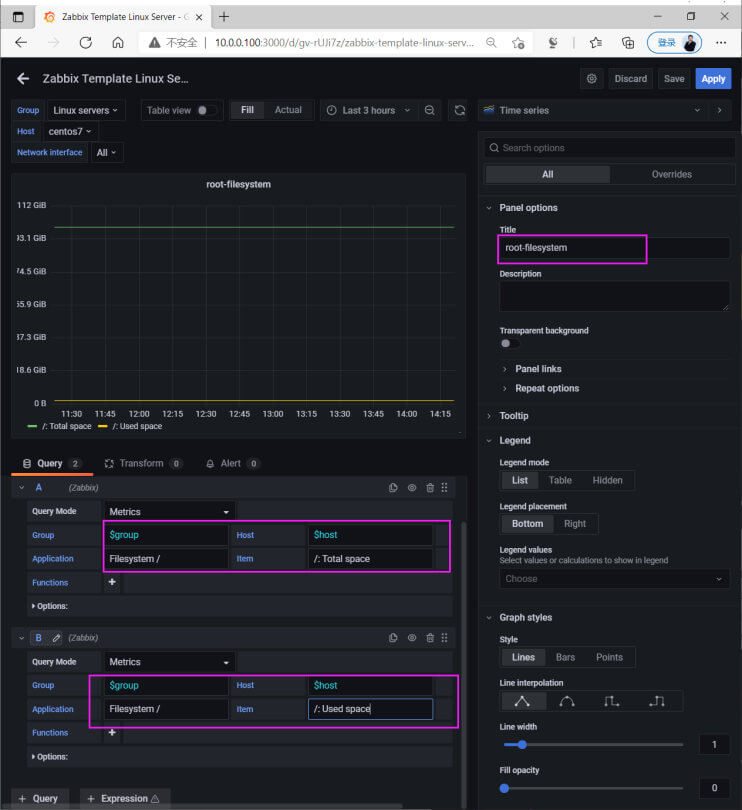 Zabbix Template Linux Server - G
不安全 | 10.0.0.100:3000/d/gv-rUJi7z/zabbix-template-linux-serv...
登录
Zabbix Template Linux Se...
Discard
Save
Apply
Group
Linux servers
Table view
Fill
Actual
Last 3 hours
Time series
Host
centos7
Network interface
All
Search options
All
Overrides
root-filesystem
112 GiB
93.1 GiB
74.5 GiB
55.9 GiB
37.3 GiB
18.6 GiB
0 B
11:30 11:45 12:00 12:15 12:30 12:45 13:00 13:15 13:30 13:45 14:00 14:15
/: Total space /: Used space
Panel options
Title
root-filesystem
Description
Transparent background
Panel links
Repeat options
Tooltip
Legend
Legend mode
List Table Hidden
Legend placement
Bottom Right
Legend values
Select values or calculations to show in legend
Choose
Graph styles
Style
Lines Bars Points
Line interpolation
Line width
1
Fill opacity
0
Query 2 Transform 0 Alert 0
A (Zabbix)
Query Mode Metrics
Group $group Host $host
Application Filesystem / Item /: Total space
Functions +
Options:
B (Zabbix)
Query Mode Metrics
Group $group Host $host
Application Filesystem / Item /: Used space
Functions +
Options:
+ Query + Expression